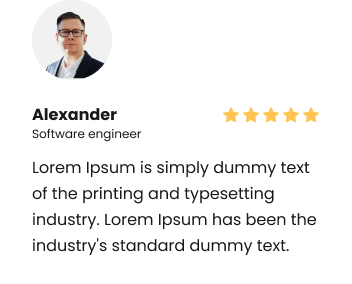 Alexander
Software engineer
Lorem Ipsum is simply dummy text
of the printing and typesetting
industry. Lorem Ipsum has been the
industry's standard dummy text.